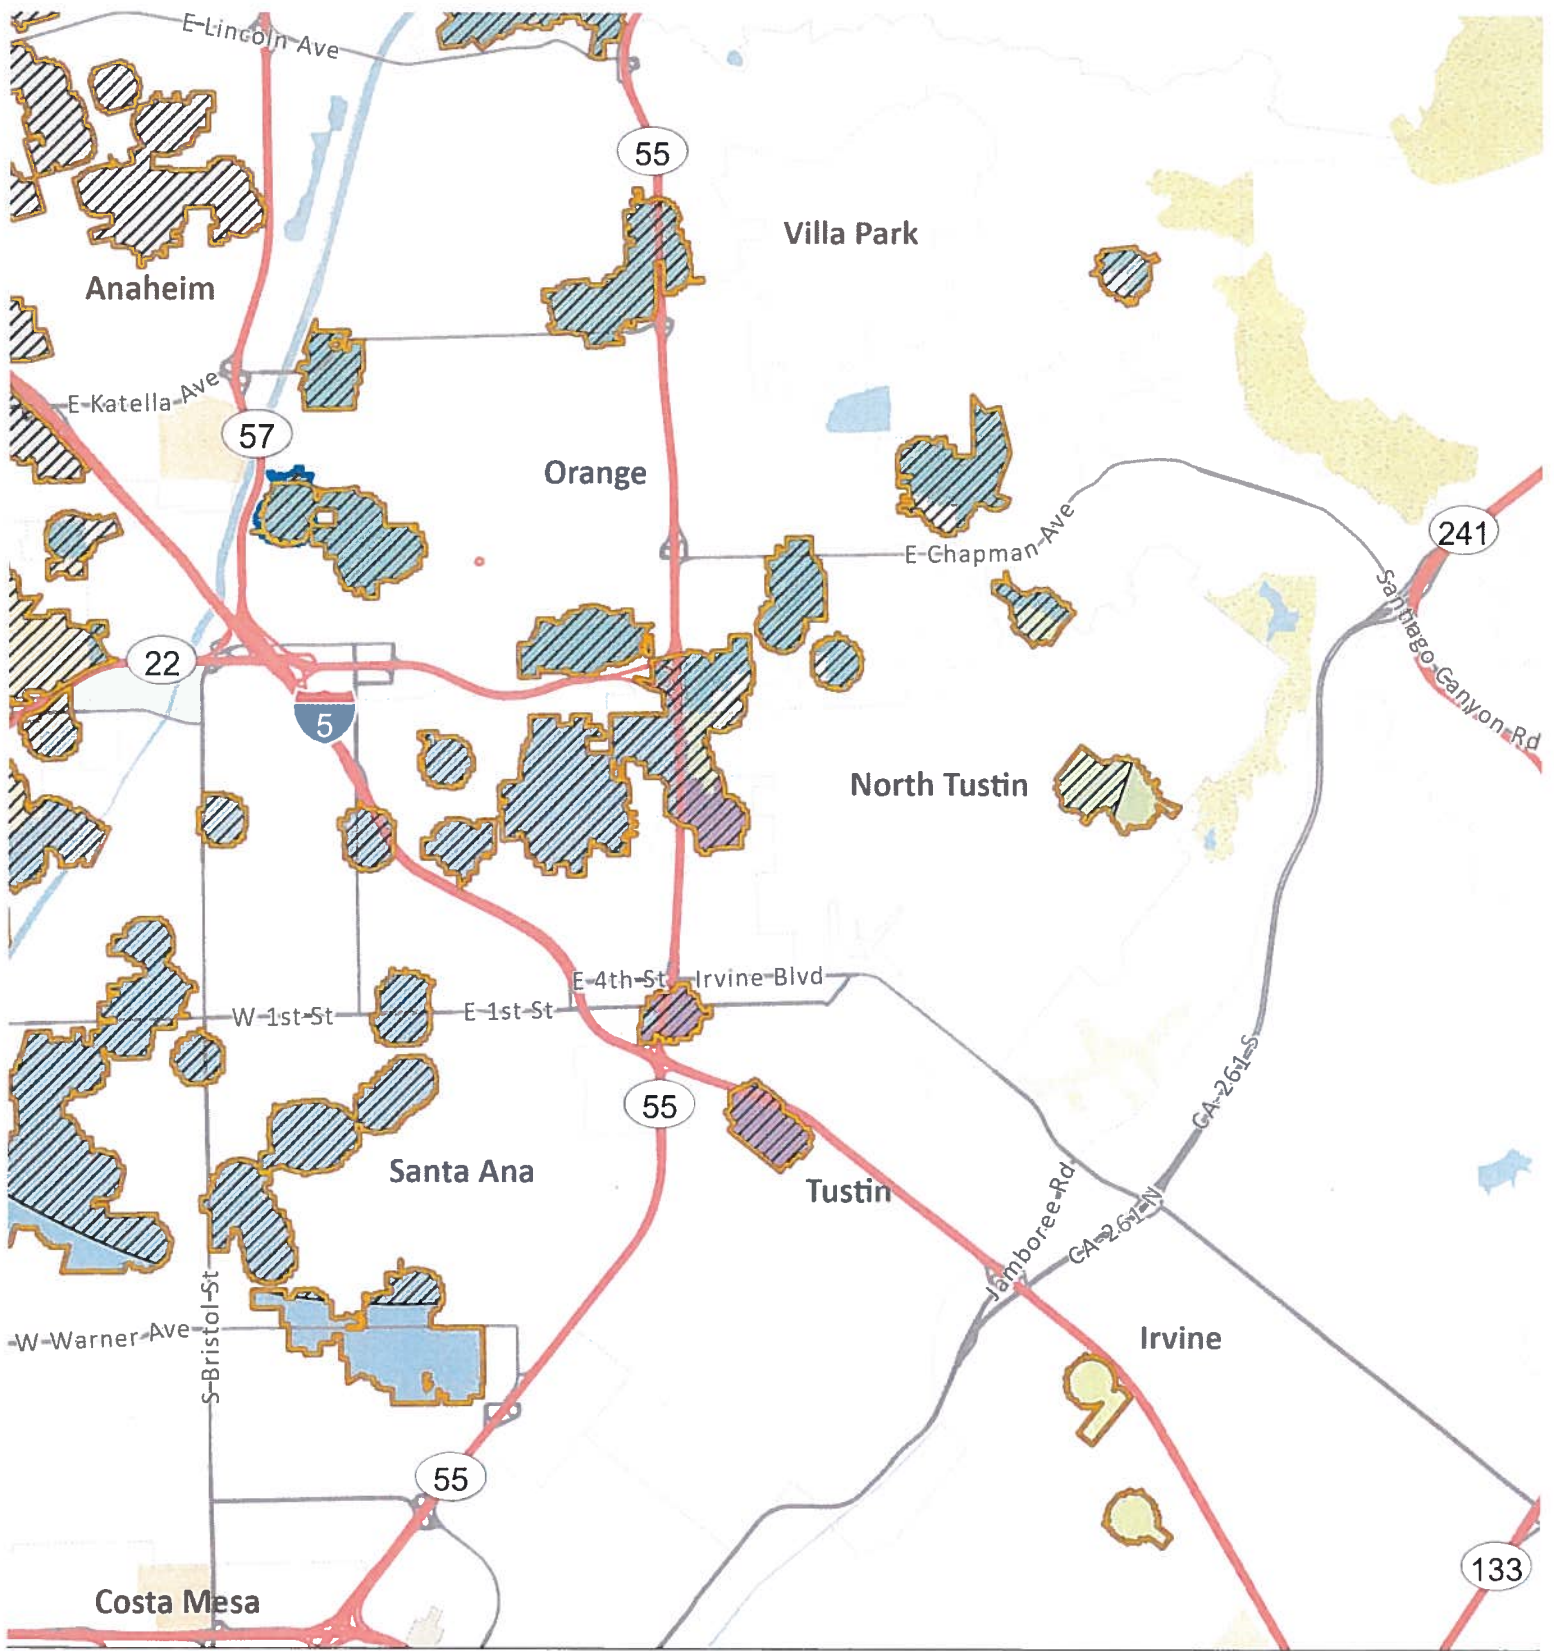 E Lincoln Ave
55
Villa Park
Anaheim
E Katella Ave
57
Orange
E Chapman Ave
241
Santiago Canyon Rd
22
5
North Tustin
E 4th St
Irvine Blvd
W 1st St
E 1st St
CA-261 S
55
Santa Ana
Tustin
Jamboree Rd
CA-261 N
S Bristol St
W Warner Ave
Irvine
55
133
Costa Mesa